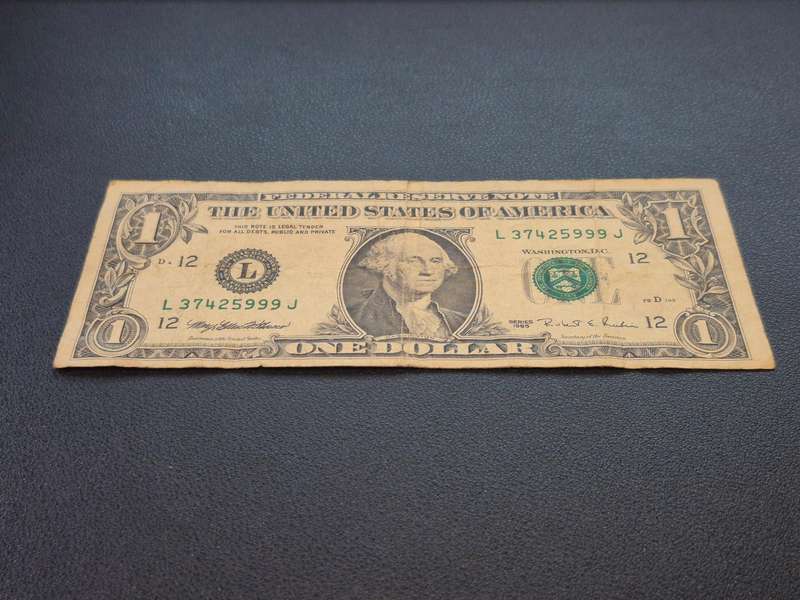 FEDERAL RESERVE NOTE
THE UNITED STATES OF AMERICA
THIS NOTE IS LEGAL TENDER
FOR ALL DEBTS, PUBLIC AND PRIVATE
L 37425999 J
WASHINGTON, D.C.
1
1
12
12
L
L 37425999 J
12
12
SERIES
1995
1
1
ONE DOLLAR